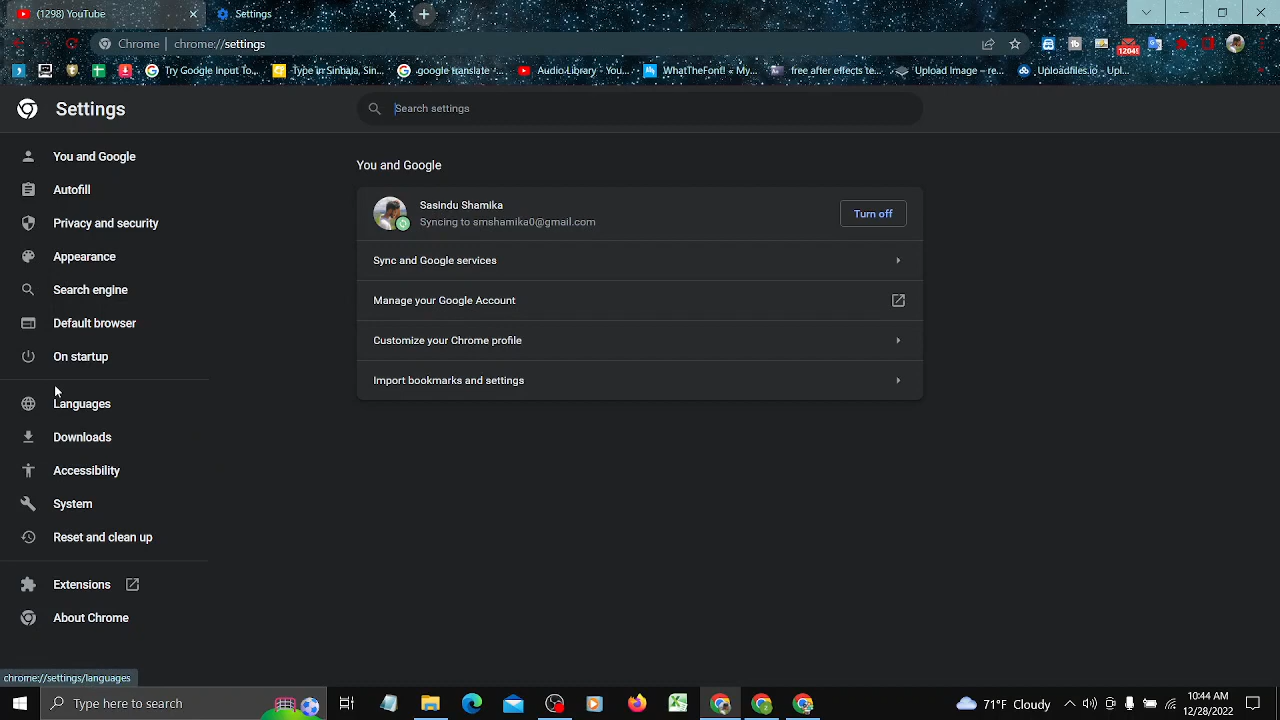 (1298) YouTube
Settings
Chrome | chrome://settings
12045
Try Google Input To...
Type in Sinhala, Sin...
google translate -...
Audio Library - You...
WhatTheFont! « My...
free after effects te...
Upload Image – re...
Uploadfiles.io - Upl...
Settings
Search settings
You and Google
Autofill
Privacy and security
Appearance
Search engine
Default browser
On startup
Languages
Downloads
Accessibility
System
Reset and clean up
Extensions
About Chrome
You and Google
Sasindu Shamika
Syncing to smshamika0@gmail.com
Turn off
Sync and Google services
Manage your Google Account
Customize your Chrome profile
Import bookmarks and settings
chrome://settings/languages
Type here to search
71°F Cloudy
10:44 AM
12/28/2022